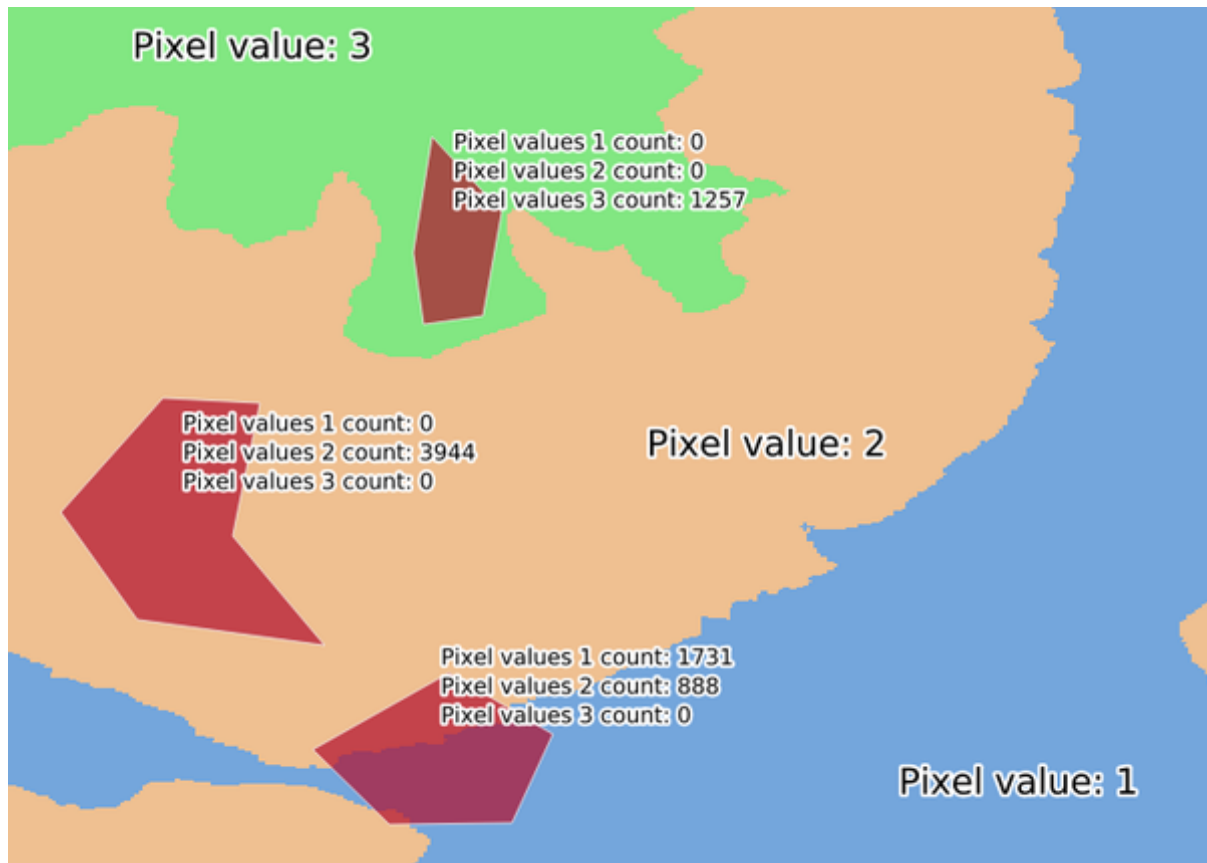 Pixel value: 3
Pixel values 1 count: 0
Pixel values 2 count: 0
Pixel values 3 count: 1257
Pixel values 1 count: 0
Pixel values 2 count: 3944
Pixel values 3 count: 0
Pixel value: 2
Pixel values 1 count: 1731
Pixel values 2 count: 888
Pixel values 3 count: 0
Pixel value: 1